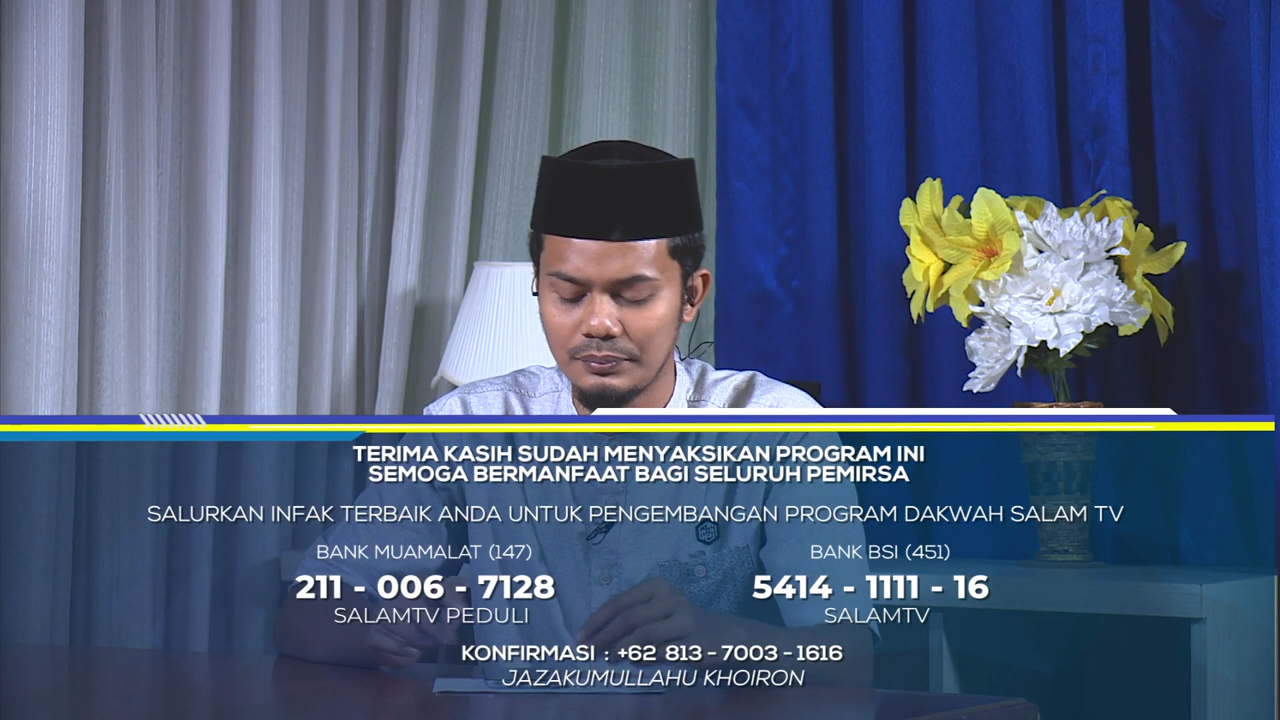 TERIMA KASIH SUDAH MENYAKSIKAN PROGRAM INI
SEMOGA BERMANFAAT BAGI SELURUH PEMIRSA
SALURKAN INFAK TERBAIK ANDA UNTUK PENGEMBANGAN PROGRAM DAKWAH SALAM TV
BANK MUAMALAT (147)
211 - 006 - 7128
SALAMTV PEDULI
BANK BSI (451)
5414 - 1111 - 16
SALAMTV
KONFIRMASI : +62 813 - 7003 - 1616
JAZAKUMULLAHU KHOIRON